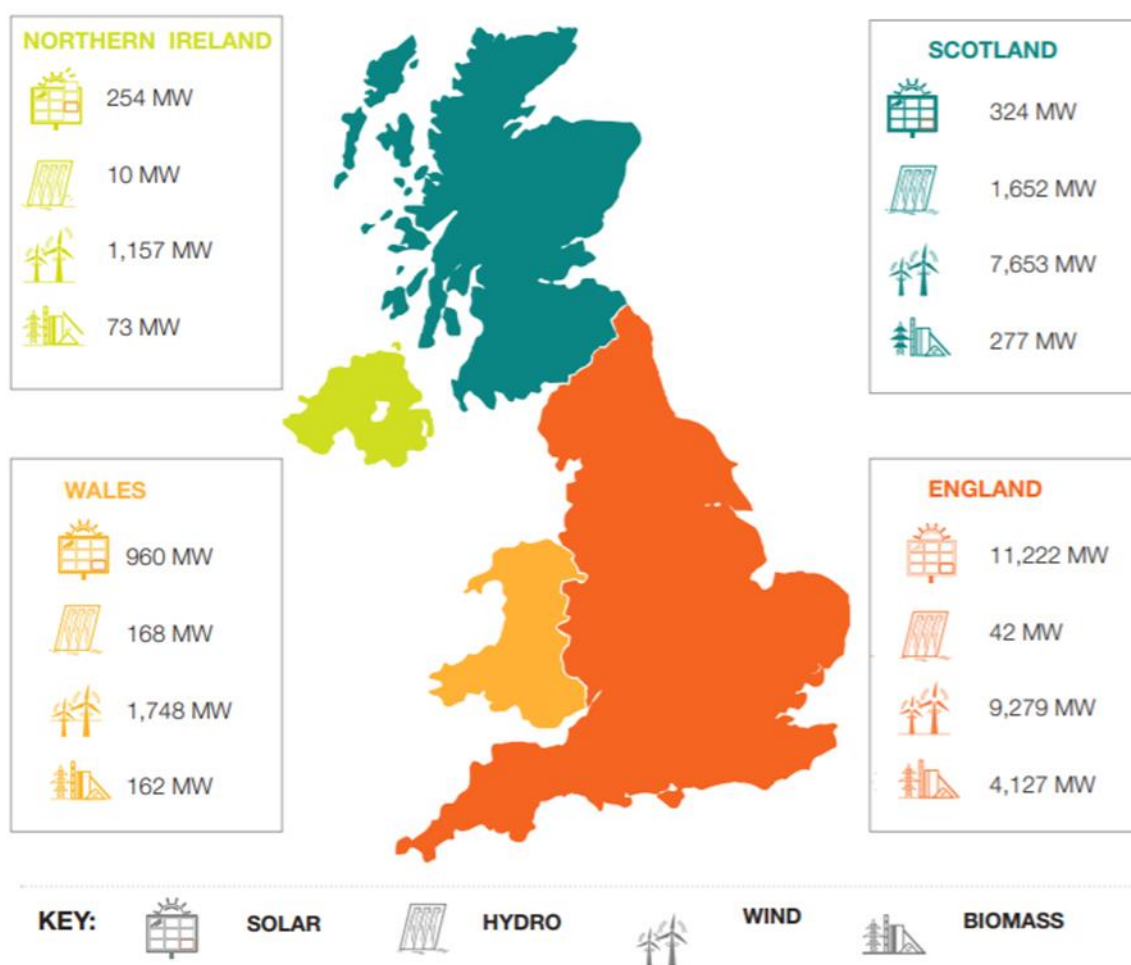 NORTHERN IRELAND
254 MW
10 MW
1,157 MW
73 MW
SCOTLAND
324 MW
1,652 MW
7,653 MW
277 MW
WALES
960 MW
168 MW
1,748 MW
162 MW
ENGLAND
11,222 MW
42 MW
9,279 MW
4,127 MW
KEY: SOLAR HYDRO WIND BIOMASS